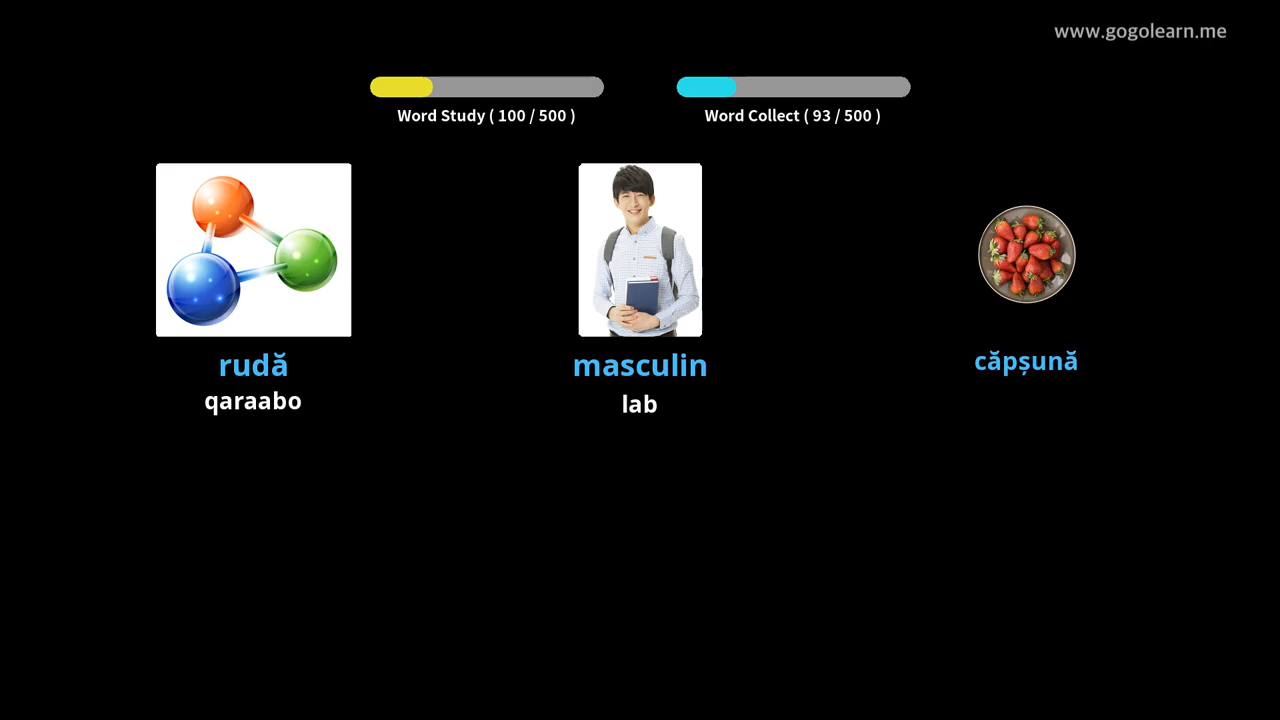 www.gogolearn.me
Word Study ( 100 / 500 )
Word Collect ( 93 / 500 )
rudă
masculin
căpșună
qaraabo
lab